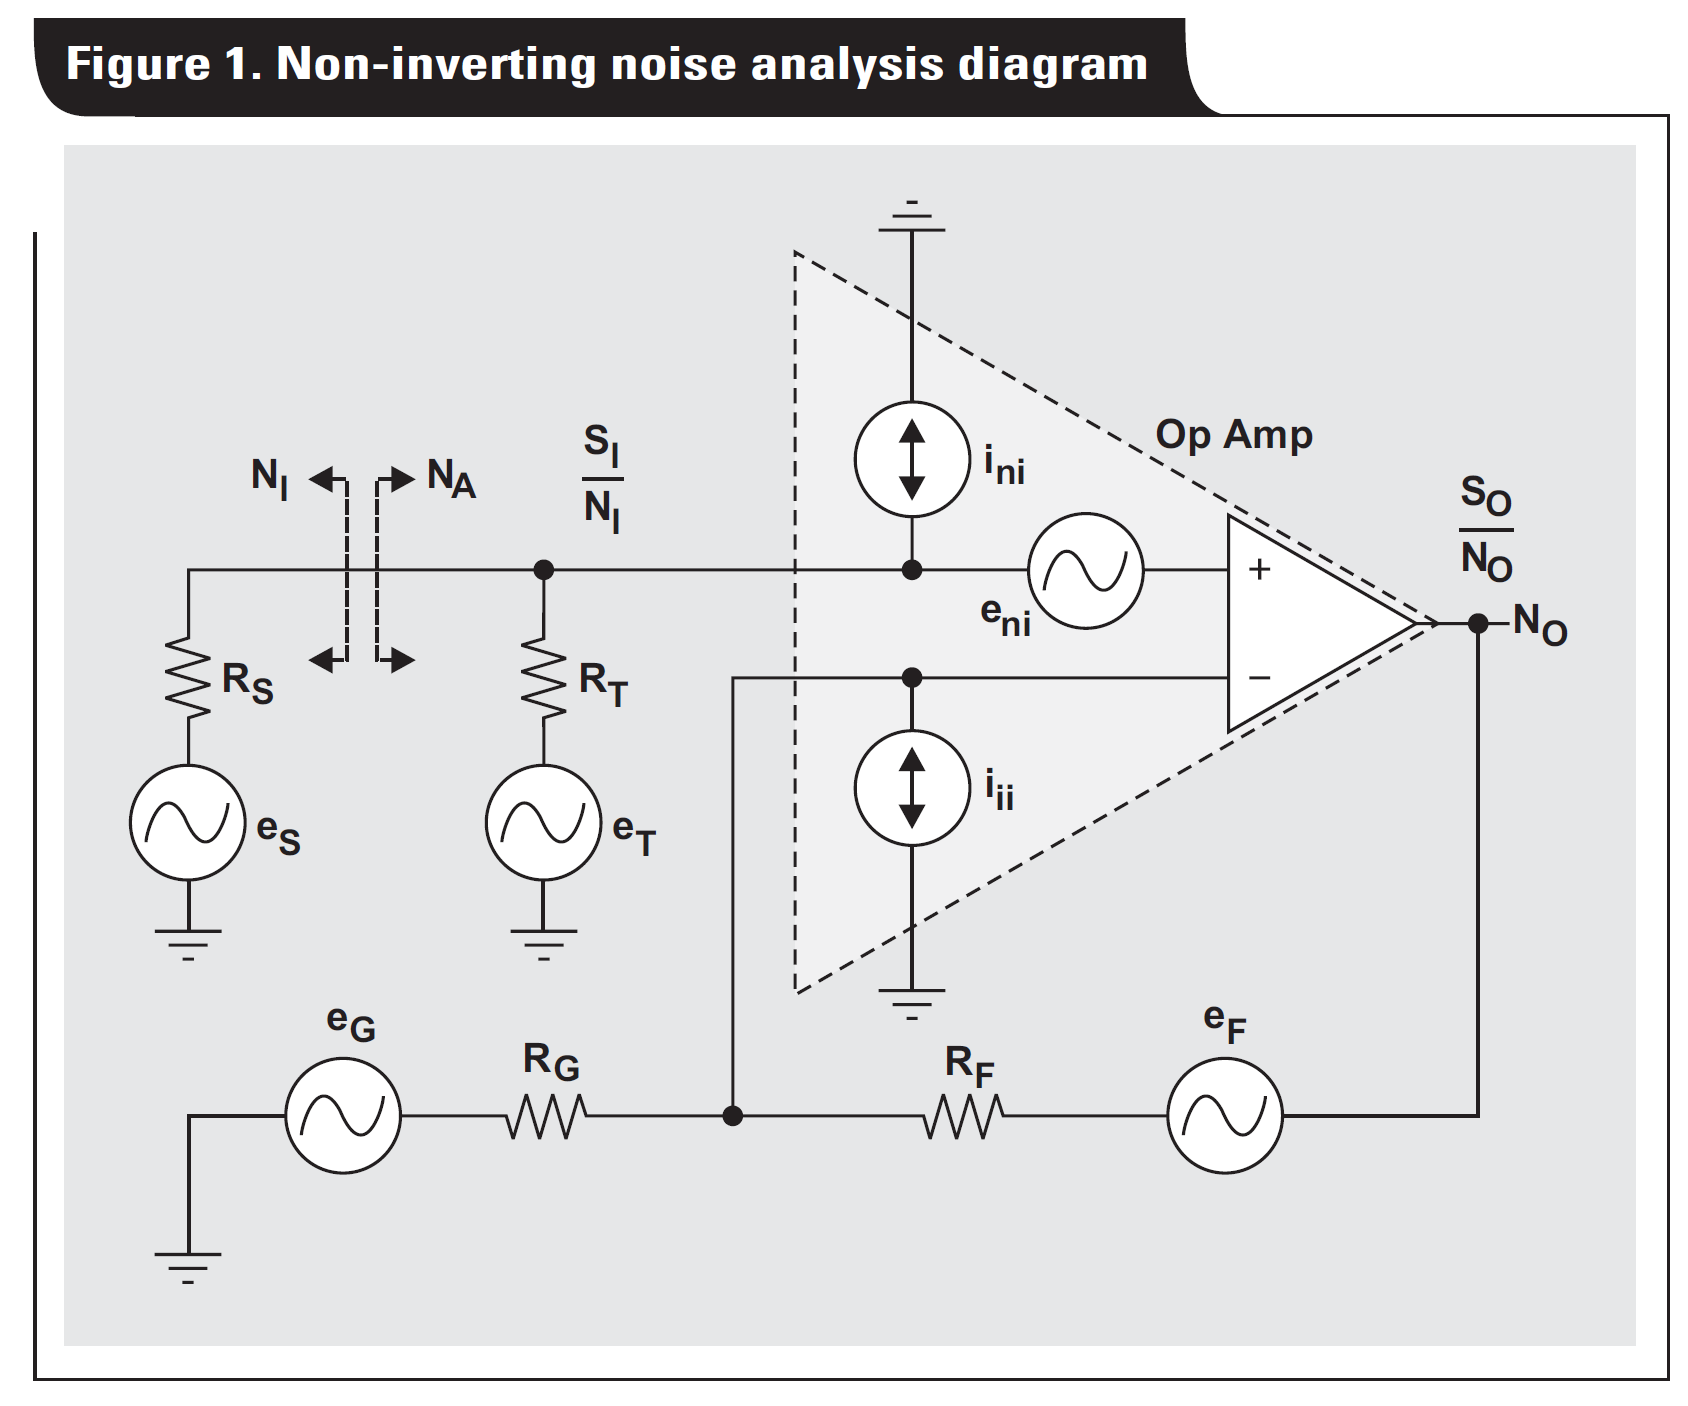 Figure 1. Non-inverting noise analysis diagram
Op Amp
ini
SI
NI
NI
NA
SO
NO
eni
+
NO
RS
RT
−
iii
eS
eT
eG
eF
RG
RF